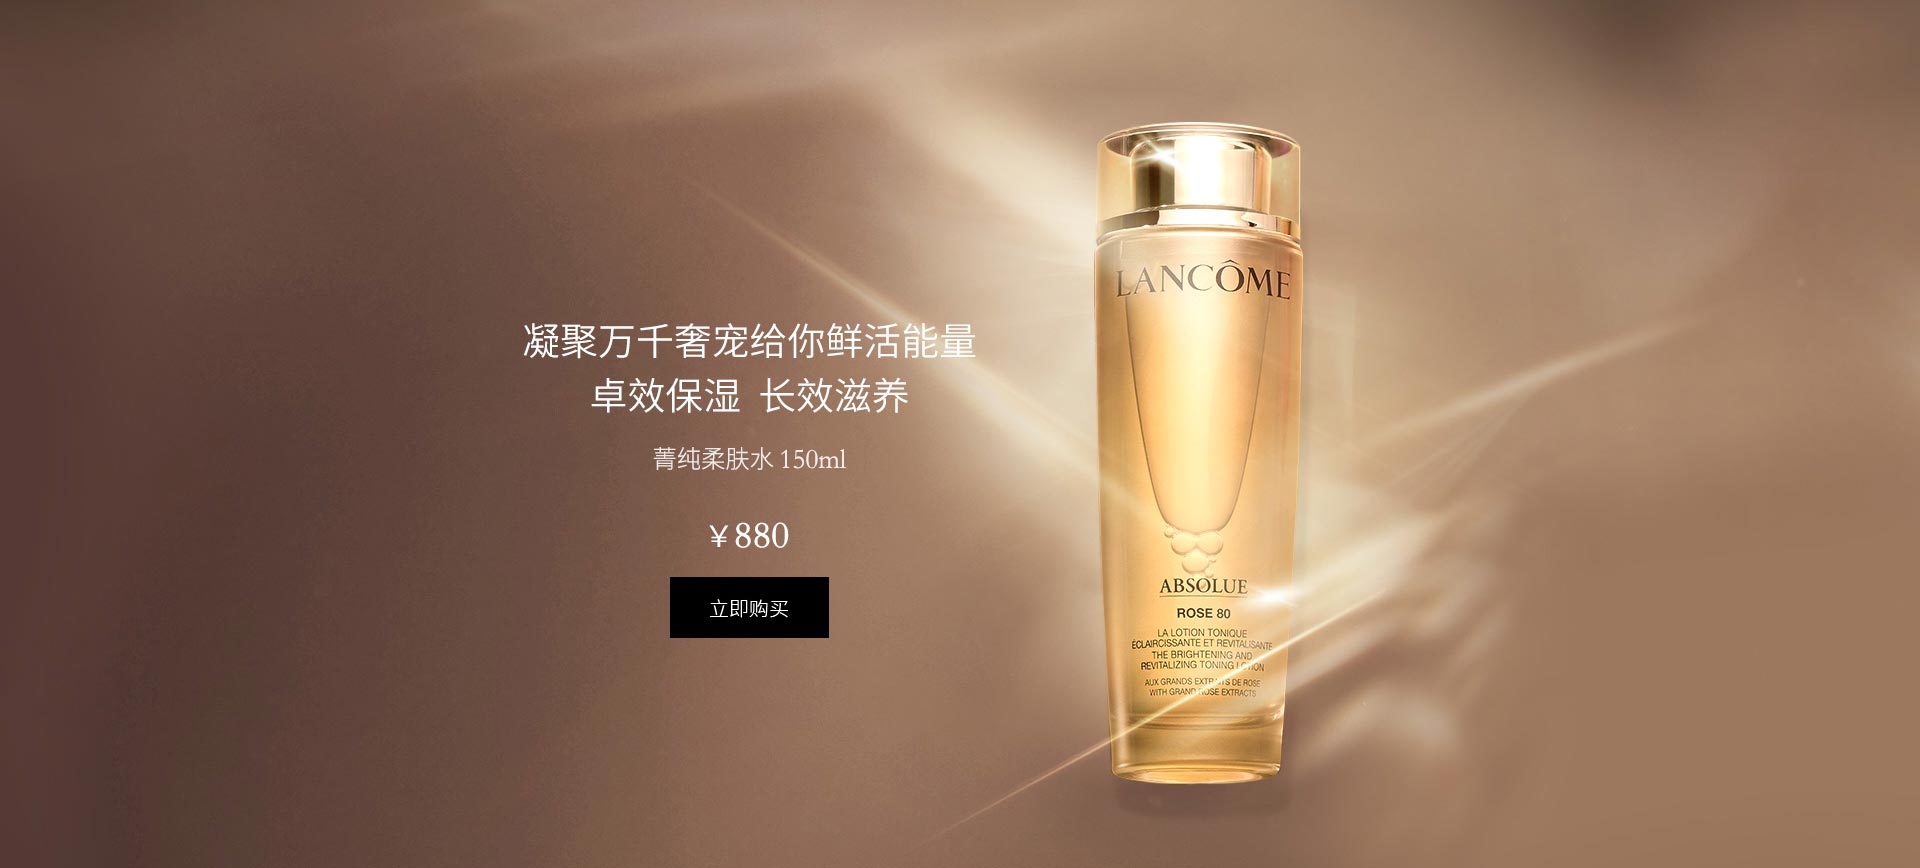 凝聚万千奢宠给你鲜活能量
卓效保湿 长效滋养
菁纯柔肤水 150ml
￥880
立即购买
LANCÔME
ABSOLUE
ROSE 80
LA LOTION TONIQUE
ÉCLAIRCISSANTE ET REVITALISANTE
THE BRIGHTENING AND
REVITALIZING TONING LOTION
AUX GRANDS EXTRAITS DE ROSE
WITH GRAND ROSE EXTRACTS